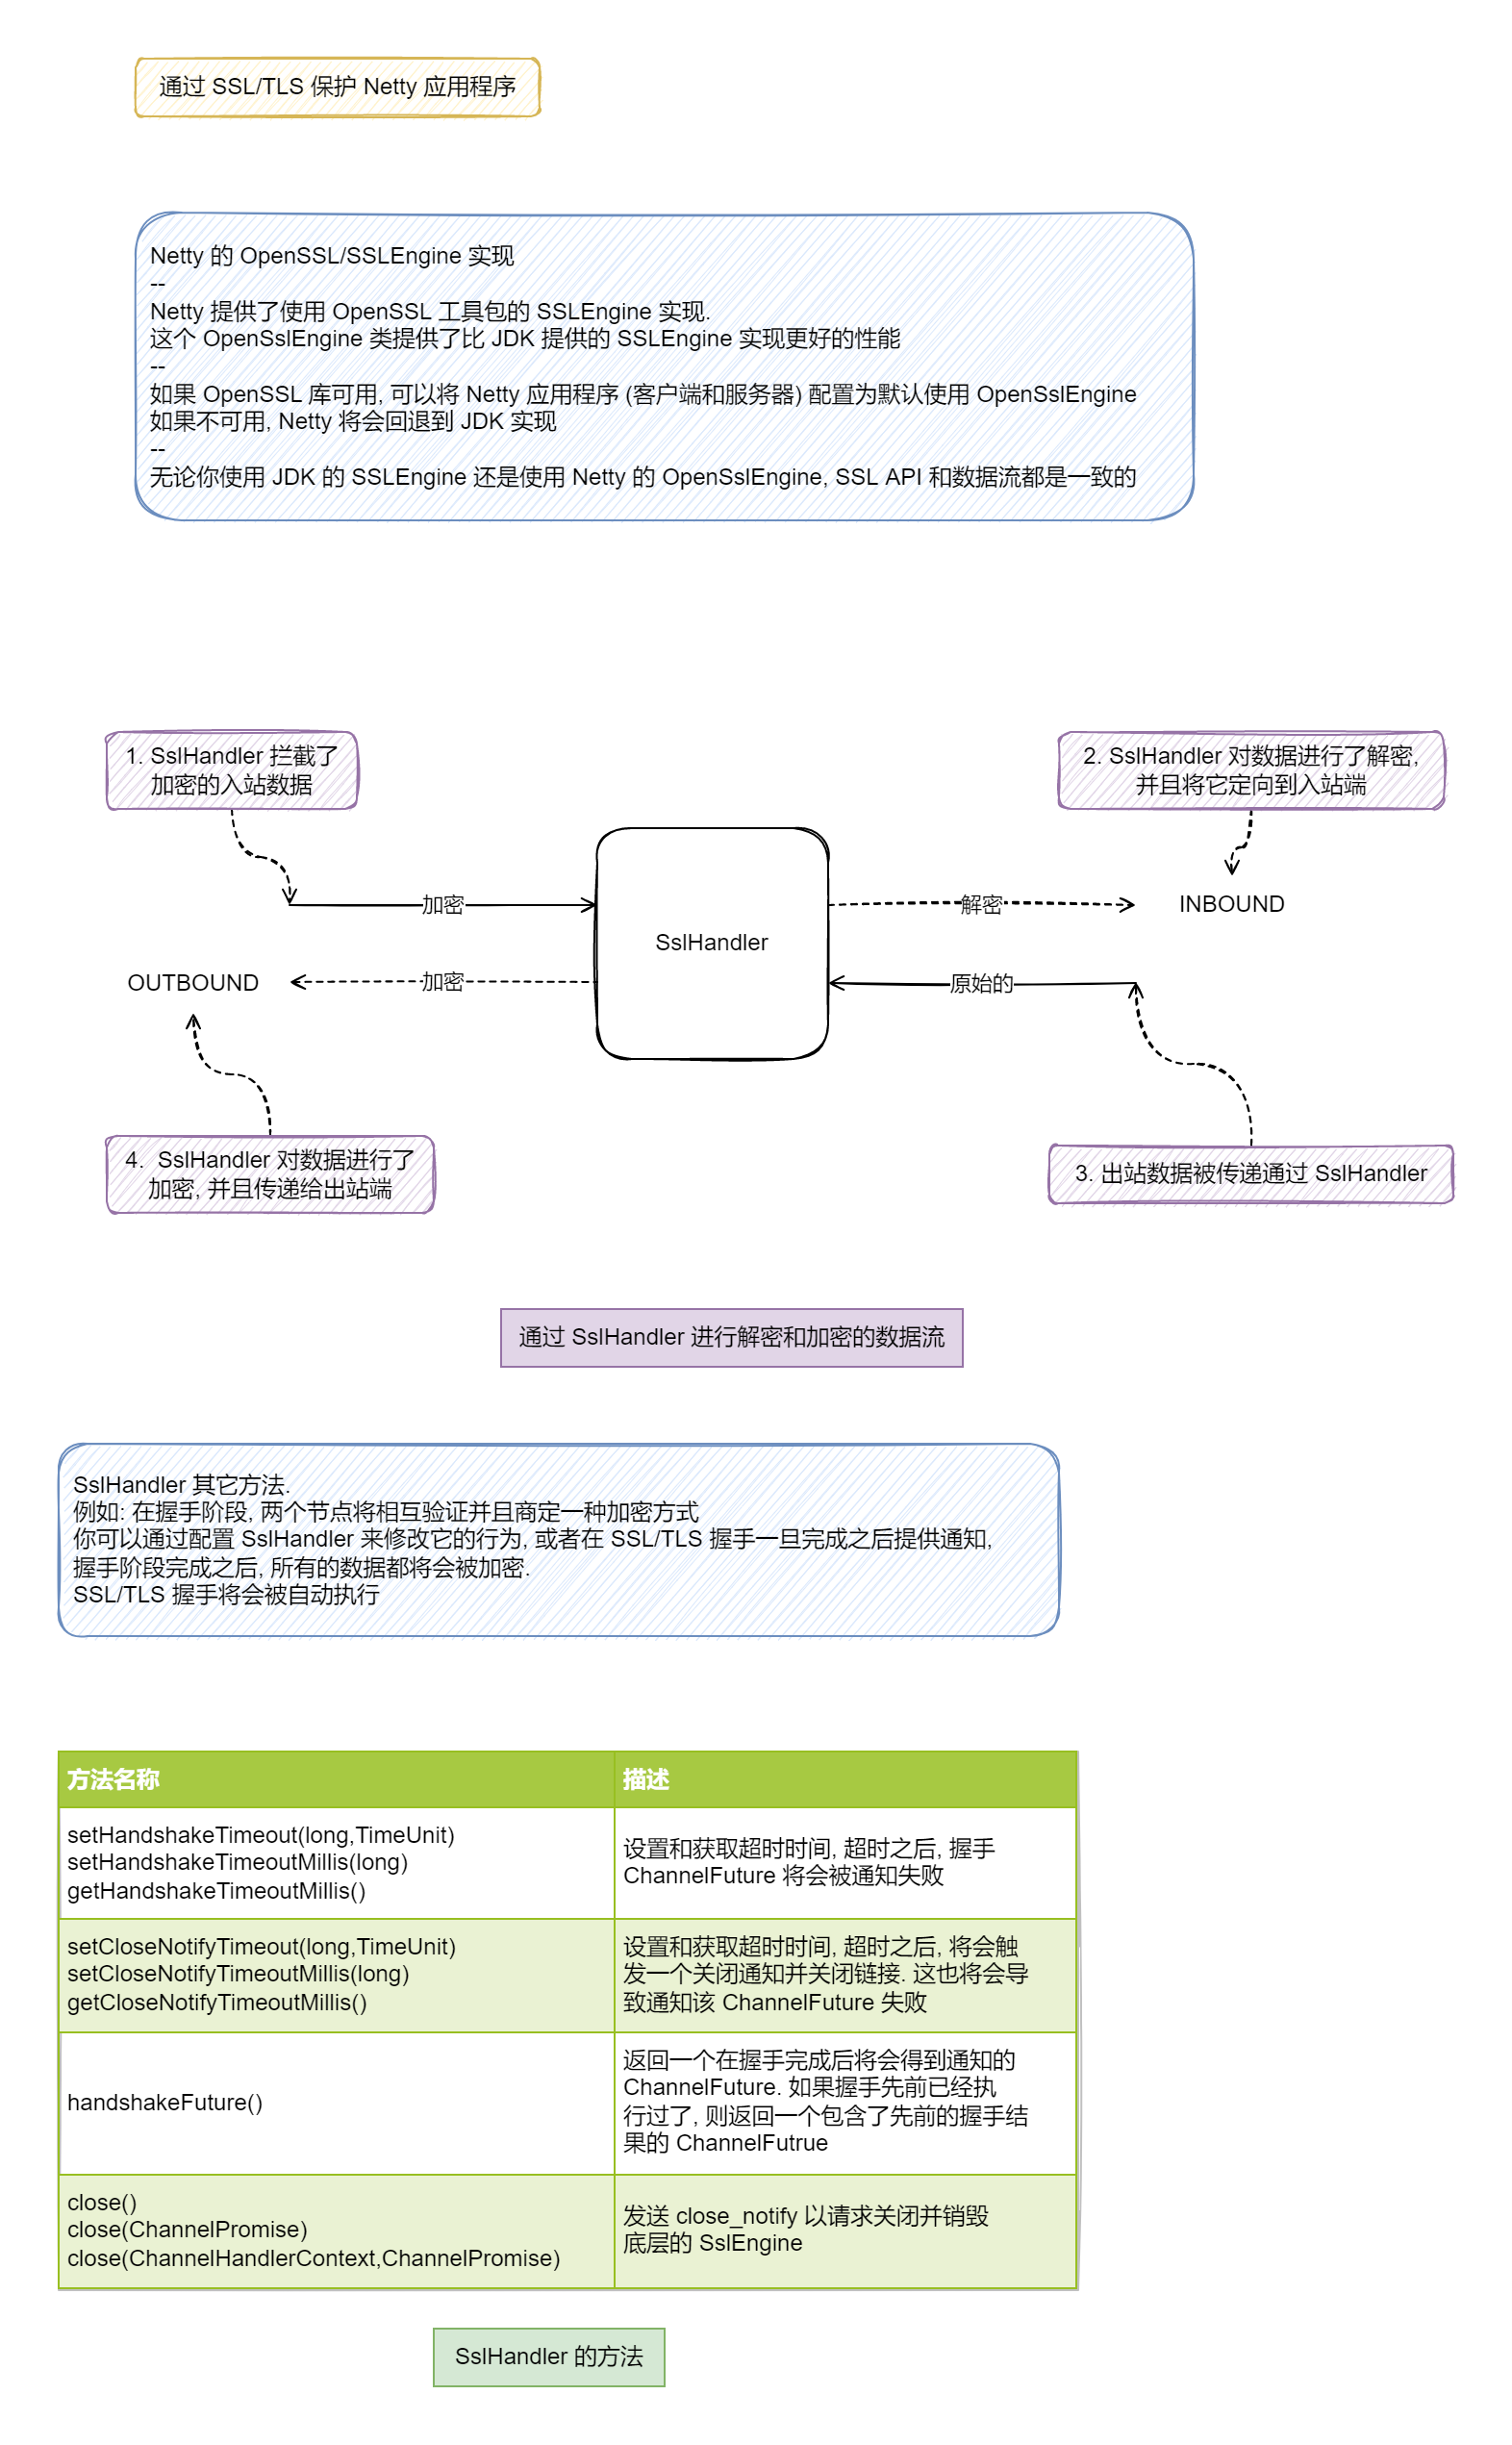 通过 SSL/TLS 保护 Netty 应用程序
Netty 的 OpenSSL/SSLEngine 实现
--
Netty 提供了使用 OpenSSL 工具包的 SSLEngine 实现.
这个 OpenSslEngine 类提供了比 JDK 提供的 SSLEngine 实现更好的性能
--
如果 OpenSSL 库可用, 可以将 Netty 应用程序 (客户端和服务器) 配置为默认使用 OpenSslEngine
如果不可用, Netty 将会回退到 JDK 实现
--
无论你使用 JDK 的 SSLEngine 还是使用 Netty 的 OpenSslEngine, SSL API 和数据流都是一致的
1. SslHandler 拦截了
加密的入站数据
2. SslHandler 对数据进行了解密,
并且将它定向到入站端
加密
解密
INBOUND
SslHandler
OUTBOUND
加密
原始的
4.  SslHandler 对数据进行了
加密, 并且传递给出站端
3. 出站数据被传递通过 SslHandler
通过 SslHandler 进行解密和加密的数据流
SslHandler 其它方法.
例如: 在握手阶段, 两个节点将相互验证并且商定一种加密方式
你可以通过配置 SslHandler 来修改它的行为, 或者在 SSL/TLS 握手一旦完成之后提供通知,
握手阶段完成之后, 所有的数据都将会被加密.
SSL/TLS 握手将会被自动执行
方法名称
描述
setHandshakeTimeout(long,TimeUnit)
setHandshakeTimeoutMillis(long)
getHandshakeTimeoutMillis()
设置和获取超时时间, 超时之后, 握手
ChannelFuture 将会被通知失败
setCloseNotifyTimeout(long,TimeUnit)
setCloseNotifyTimeoutMillis(long)
getCloseNotifyTimeoutMillis()
设置和获取超时时间, 超时之后, 将会触
发一个关闭通知并关闭链接. 这也将会导
致通知该 ChannelFuture 失败
handshakeFuture()
返回一个在握手完成后将会得到通知的
ChannelFuture. 如果握手先前已经执
行过了, 则返回一个包含了先前的握手结
果的 ChannelFutrue
close()
close(ChannelPromise)
close(ChannelHandlerContext,ChannelPromise)
发送 close_notify 以请求关闭并销毁
底层的 SslEngine
SslHandler 的方法